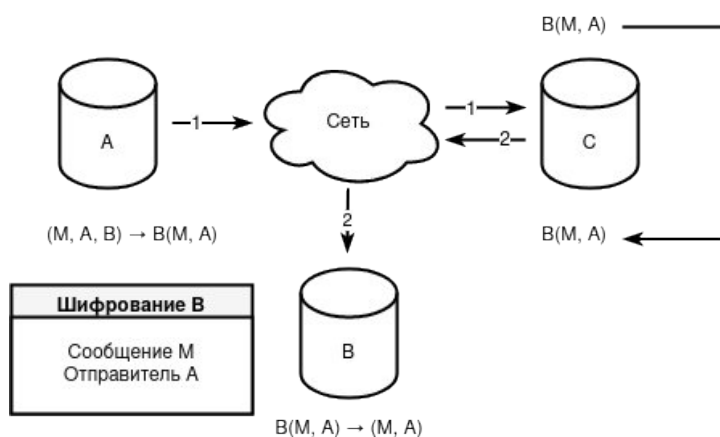 B(M, A)
A
1
Сеть
1
2
C
(M, A, B) → B(M, A)
2
B(M, A)
Шифрование B
Сообщение M
Отправитель A
B
B(M, A) → (M, A)